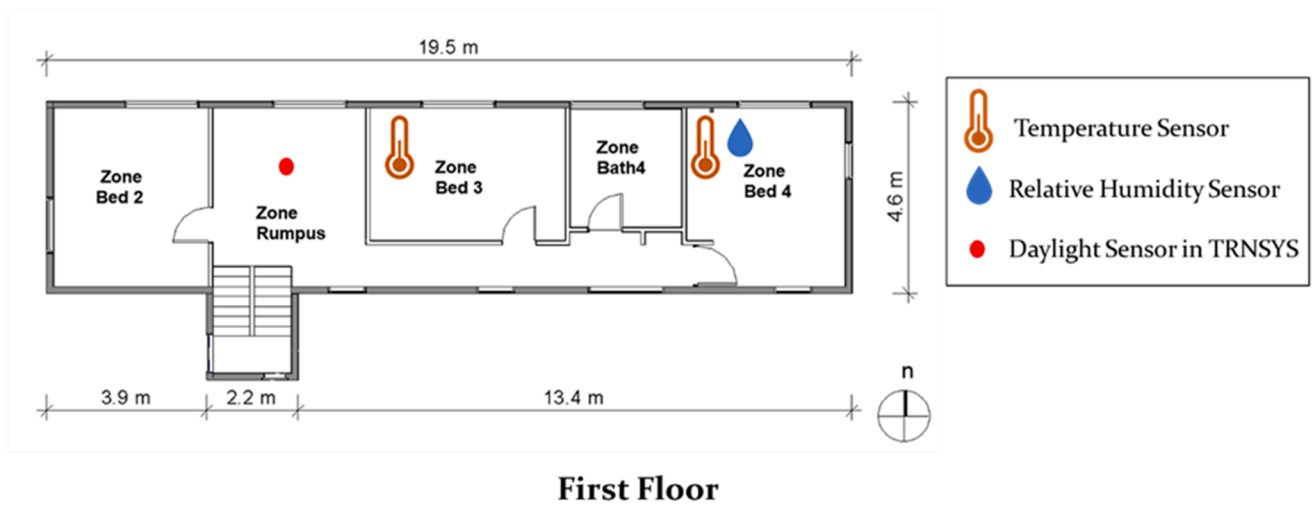 19.5 m
Zone
Bed 2
Zone
Rumpus
Zone
Bed 3
Zone
Bath4
Zone
Bed 4
4.6 m
3.9 m
2.2 m
13.4 m
n
Temperature Sensor
Relative Humidity Sensor
Daylight Sensor in TRNSYS
First Floor